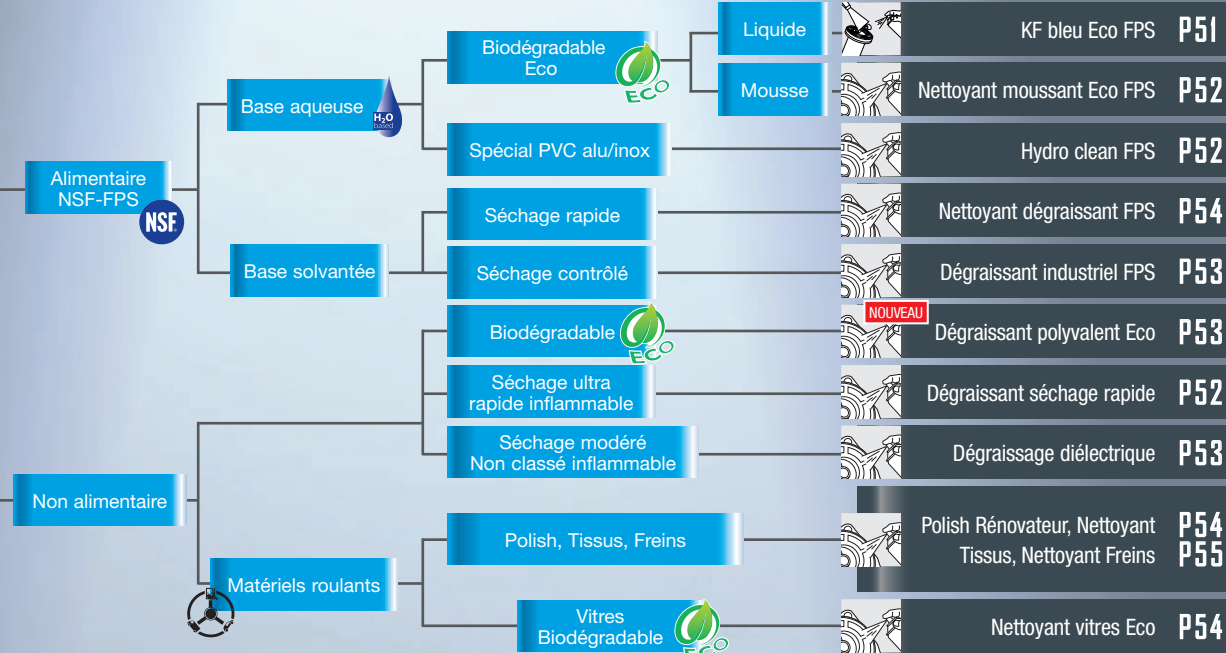 Liquide
KF bleu Eco FPS P51
Biodégradable
Eco
ECO
Mousse
Nettoyant moussant Eco FPS P52
Base aqueuse
H₂O
based
Spécial PVC alu/inox
Hydro clean FPS P52
Alimentaire
NSF-FPS
NSF
Séchage rapide
Nettoyant dégraissant FPS P54
Base solvantée
Séchage contrôlé
Dégraissant industriel FPS P53
NOUVEAU
Biodégradable
ECO
Dégraissant polyvalent Eco P53
Séchage ultra
rapide inflammable
Dégraissant séchage rapide P52
Séchage modéré
Non classé inflammable
Dégraissage diélectrique P53
Non alimentaire
Polish, Tissus, Freins
Polish Rénovateur, Nettoyant P54
Tissus, Nettoyant Freins P55
Matériels roulants
Vitres
Biodégradable
ECO
Nettoyant vitres Eco P54